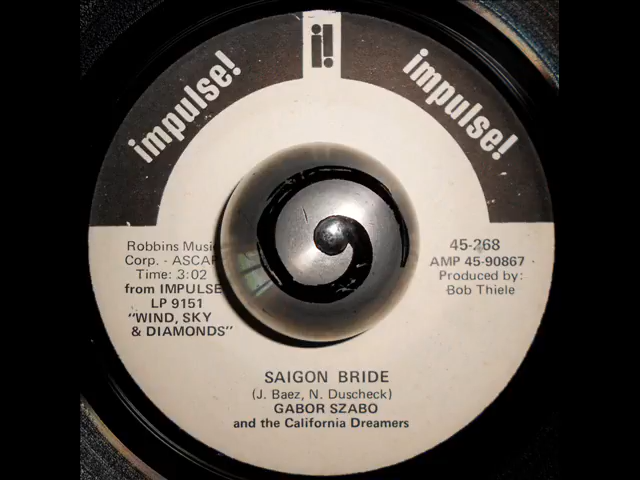 impulse!
i!
impulse!
Robbins Music
Corp. - ASCAP
Time: 3:02
from IMPULSE
LP 9151
"WIND, SKY
& DIAMONDS"
45-268
AMP 45-90867
Produced by:
Bob Thiele
SAIGON BRIDE
(J. Baez, N. Duscheck)
GABOR SZABO
and the California Dreamers